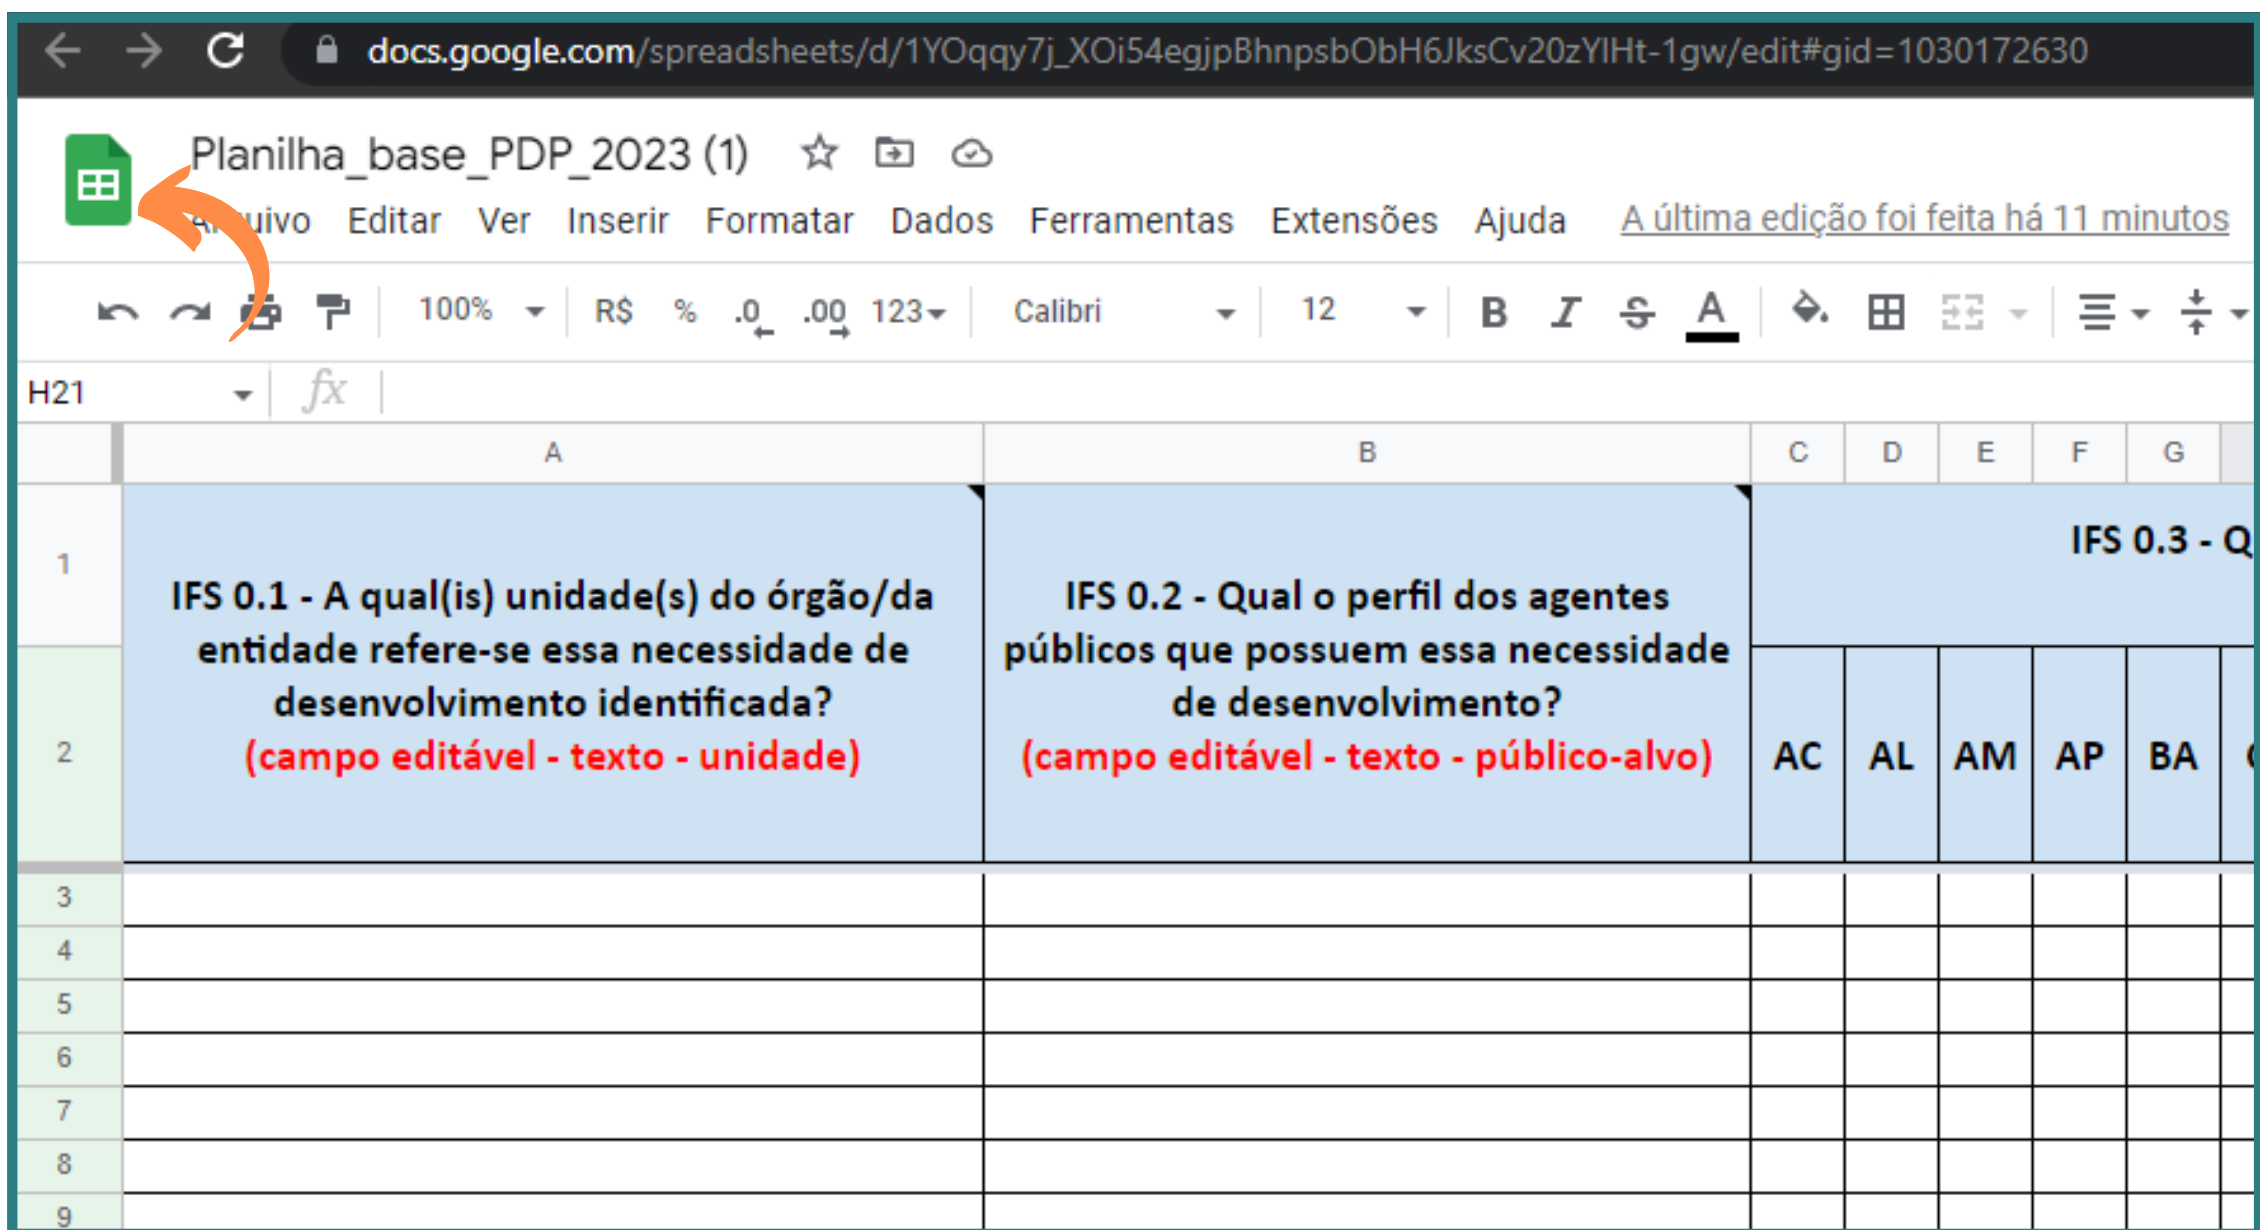 docs.google.com/spreadsheets/d/1YOqqy7j_XOi54egjpBhnpsbObH6JksCv20zYlHt-1gw/edit#gid=1030172630
Planilha_base_PDP_2023 (1)
Editar Ver Inserir Formatar Dados Ferramentas Extensões Ajuda A última edição foi feita há 11 minutos
100% R$ % .0 .00 123 Calibri 12 B I S A
H21 fx
A B C D E F G
1
IFS 0.1 - A qual(is) unidade(s) do órgão/da
entidade refere-se essa necessidade de
desenvolvimento identificada?
(campo editável - texto - unidade)
IFS 0.2 - Qual o perfil dos agentes
públicos que possuem essa necessidade
de desenvolvimento?
(campo editável - texto - público-alvo)
IFS 0.3 - Q
2
AC AL AM AP BA
3
4
5
6
7
8
9